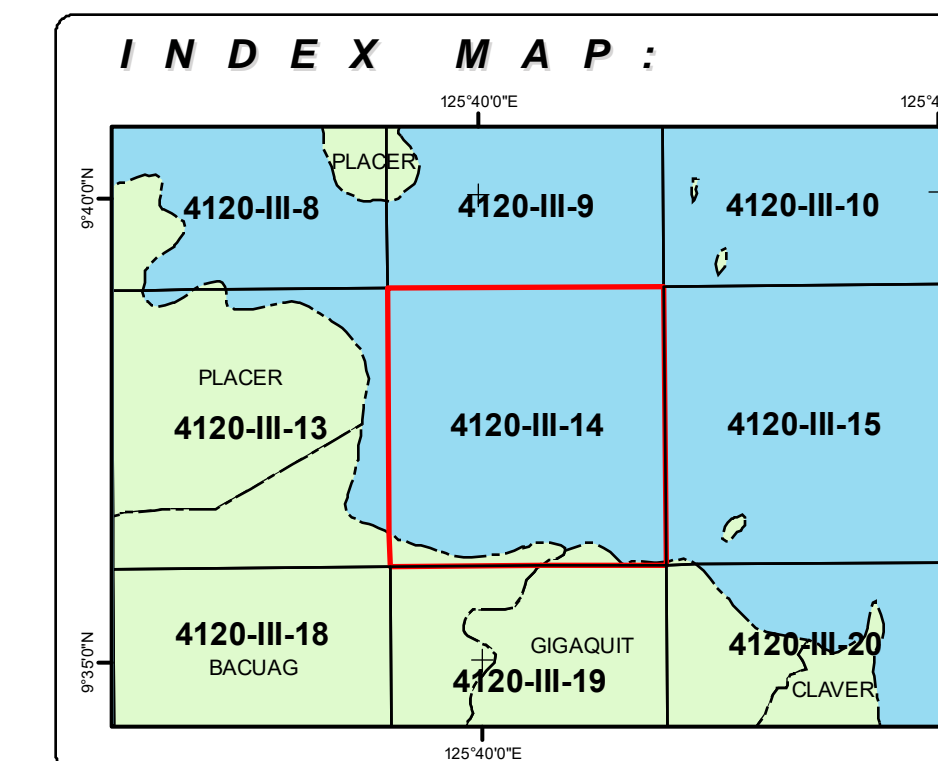 INDEX MAP:
125°40'0"E
125°4
9°40'0"N
PLACER
4120-III-8
4120-III-9
4120-III-10
PLACER
4120-III-13
4120-III-14
4120-III-15
9°35'0"N
4120-III-18
BACUAG
GIGAQUIT
4120-III-19
4120-III-20
CLAVER
125°40'0"E